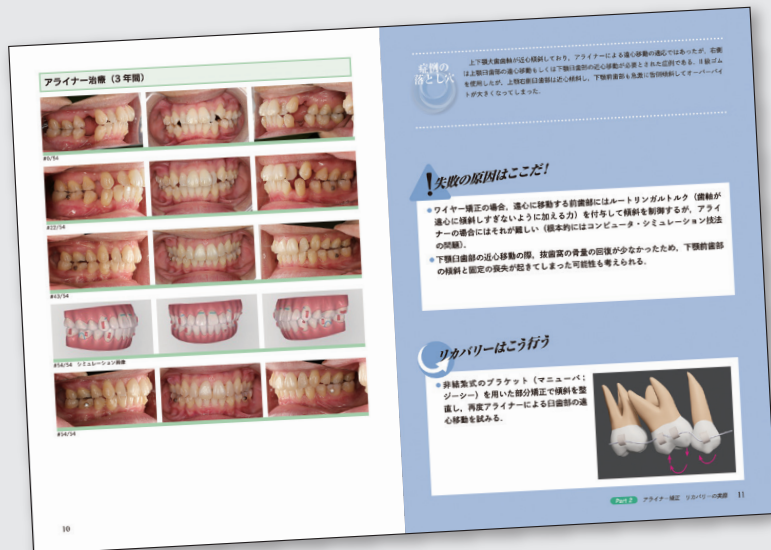 アライナー治療（3年間）
#0/54
#22/54
#43/54
#54/54　シミュレーション画像
#54/54
10
症例の
落とし穴
上下顎大臼歯軸が近心傾斜しており，アライナーによる遠心移動の適応ではあったが，右側
は上顎臼歯部の遠心移動もしくは下顎臼歯部の近心移動が必要とされた症例である．Ⅱ級ゴム
を使用したが，上顎右側臼歯部は近心傾斜し，下顎前歯部も急激に舌側傾斜してオーバーバイ
トが大きくなってしまった．
！失敗の原因はここだ！
●ワイヤー矯正の場合，遠心に移動する前歯部にはルートリンガルトルク（歯軸が
遠心に傾斜しすぎないように加える力）を付与して傾斜を制御するが，アライ
ナーの場合にはそれが難しい（根本的にはコンピュータ・シミュレーション技法
の問題）．
●下顎臼歯部の近心移動の際，抜歯窩の骨量の回復が少なかったため，下顎前歯部
の傾斜と固定の喪失が起きてしまった可能性も考えられる．
リカバリーはこう行う
●非結紮式のブラケット（マニューバ：
ジーシー）を用いた部分矯正で傾斜を整
直し，再度アライナーによる臼歯部の遠
心移動を試みる．
Part 2　アライナー矯正　リカバリーの実際　11